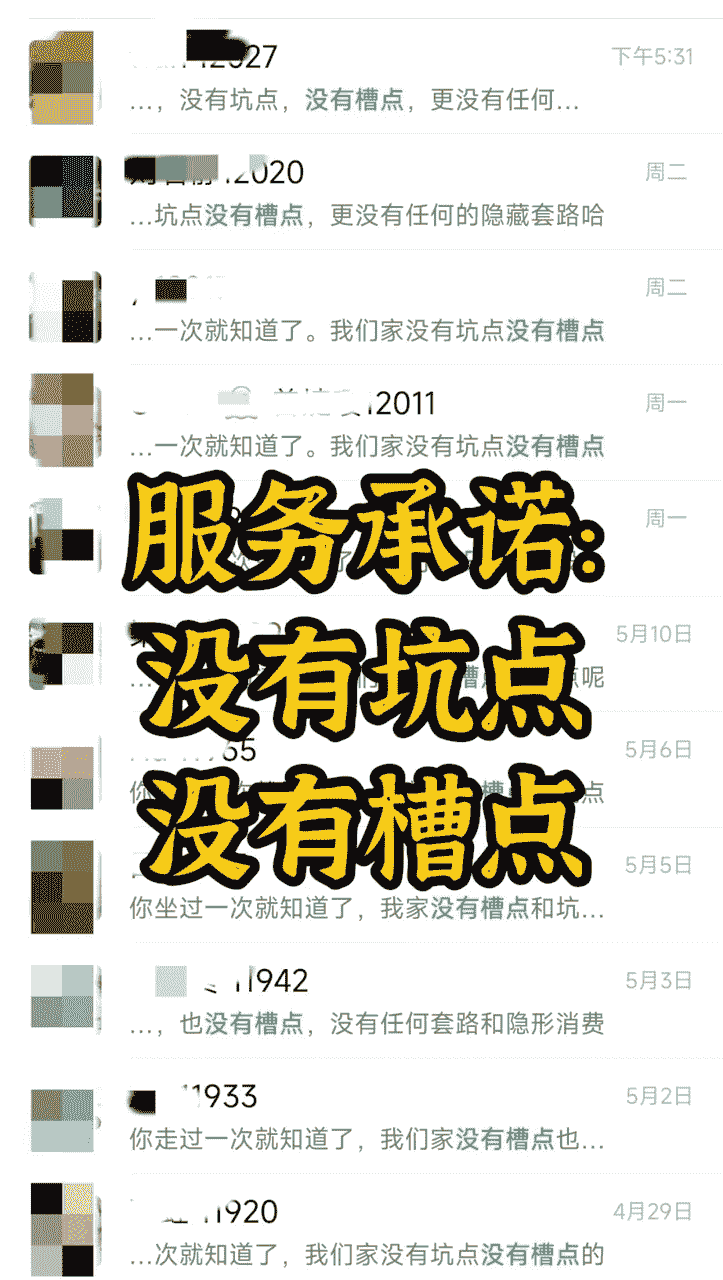 12027
下午5:31
...，没有坑点，没有槽点，更没有任何...
12020
周二
...坑点没有槽点，更没有任何的隐藏套路哈
周二
...一次就知道了。我们家没有坑点没有槽点
12011
周一
...一次就知道了。我们家没有坑点没有槽点
周一
服务承诺:
5月10日
没有坑点
5月6日
没有槽点
5月5日
你坐过一次就知道了，我家没有槽点和坑...
11942
5月3日
...，也没有槽点，没有任何套路和隐形消费
11933
5月2日
你走过一次就知道了，我们家没有槽点也...
11920
4月29日
...次就知道了，我们家没有坑点没有槽点的